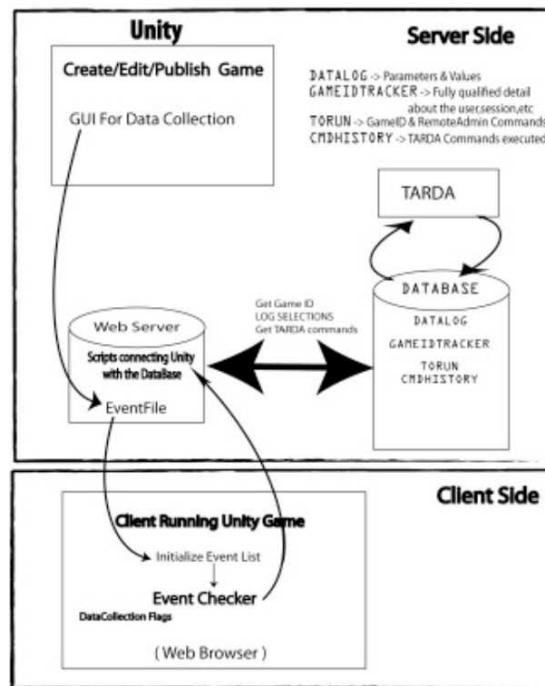 Unity
Create/Edit/Publish Game
GUI For Data Collection
Server Side
DATALOG -> Parameters & Values
GAMEIDTRACKER -> Fully qualified detail
about the user,session,etc
TORUN -> GameID & RemoteAdmin Commands
CMDHISTORY -> TARDA Commands executed
TARDA
DATABASE
DATALOG
GAMEIDTRACKER
TORUN
CMDHISTORY
Get Game ID
LOG SELECTIONS
Get TARDA commands
Web Server
Scripts connecting Unity
with the DataBase
EventFile
Client Side
Client Running Unity Game
Initialize Event List
Event Checker
DataCollection Flags
( Web Browser )